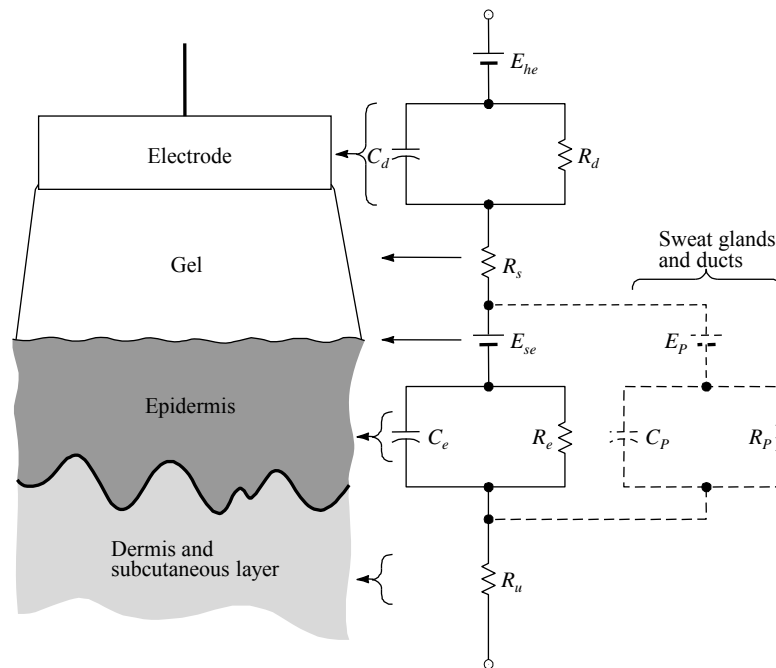 E_he
Electrode
C_d
R_d
Gel
R_s
Sweat glands
and ducts
E_se
E_P
Epidermis
C_e
R_e
C_P
R_P
Dermis and
subcutaneous layer
R_u